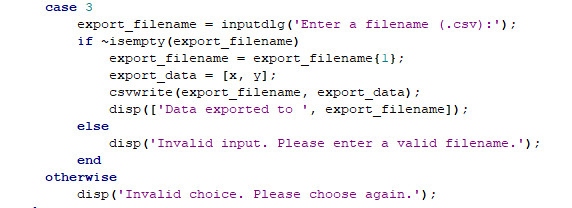 case 3
export_filename = inputdlg('Enter a filename (.csv):');
if ~isempty(export_filename)
export_filename = export_filename{1};
export_data = [x, y];
csvwrite(export_filename, export_data);
disp(['Data exported to ', export_filename]);
else
disp('Invalid input. Please enter a valid filename.');
end
otherwise
disp('Invalid choice. Please choose again.');